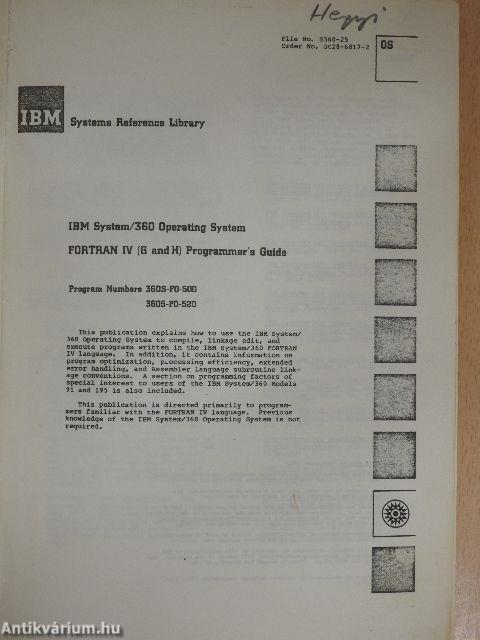 Hegyi
File No. S360-25
Order No. GC28-6817-2
OS
IBM
Systems Reference Library
IBM System/360 Operating System
FORTRAN IV (G and H) Programmer's Guide
Program Numbers 360S-FO-500
360S-FO-520
This publication explains how to use the IBM System/
360 Operating System to compile, linkage edit, and
execute programs written in the IBM System/360 FORTRAN
IV language. In addition, it contains information on
program optimization, processing efficiency, extended
error handling, and Assembler language subroutine link-
age conventions. A section on programming factors of
special interest to users of the IBM System/360 Models
91 and 195 is also included.
This publication is directed primarily to program-
mers familiar with the FORTRAN IV language. Previous
knowledge of the IBM System/360 Operating System is not
required.
Antikvárium.hu